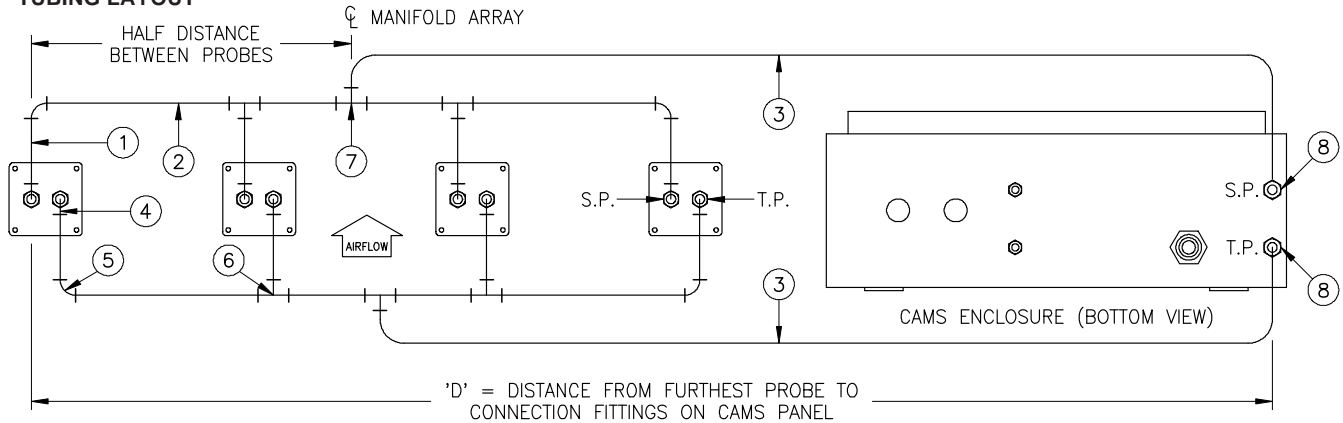 TUBING LAYOUT
℄ MANIFOLD ARRAY
HALF DISTANCE
BETWEEN PROBES
3
1
2
7
8
S.P.
4
S.P.
T.P.
AIRFLOW
T.P.
5
6
3
8
CAMS ENCLOSURE (BOTTOM VIEW)
'D' = DISTANCE FROM FURTHEST PROBE TO
CONNECTION FITTINGS ON CAMS PANEL